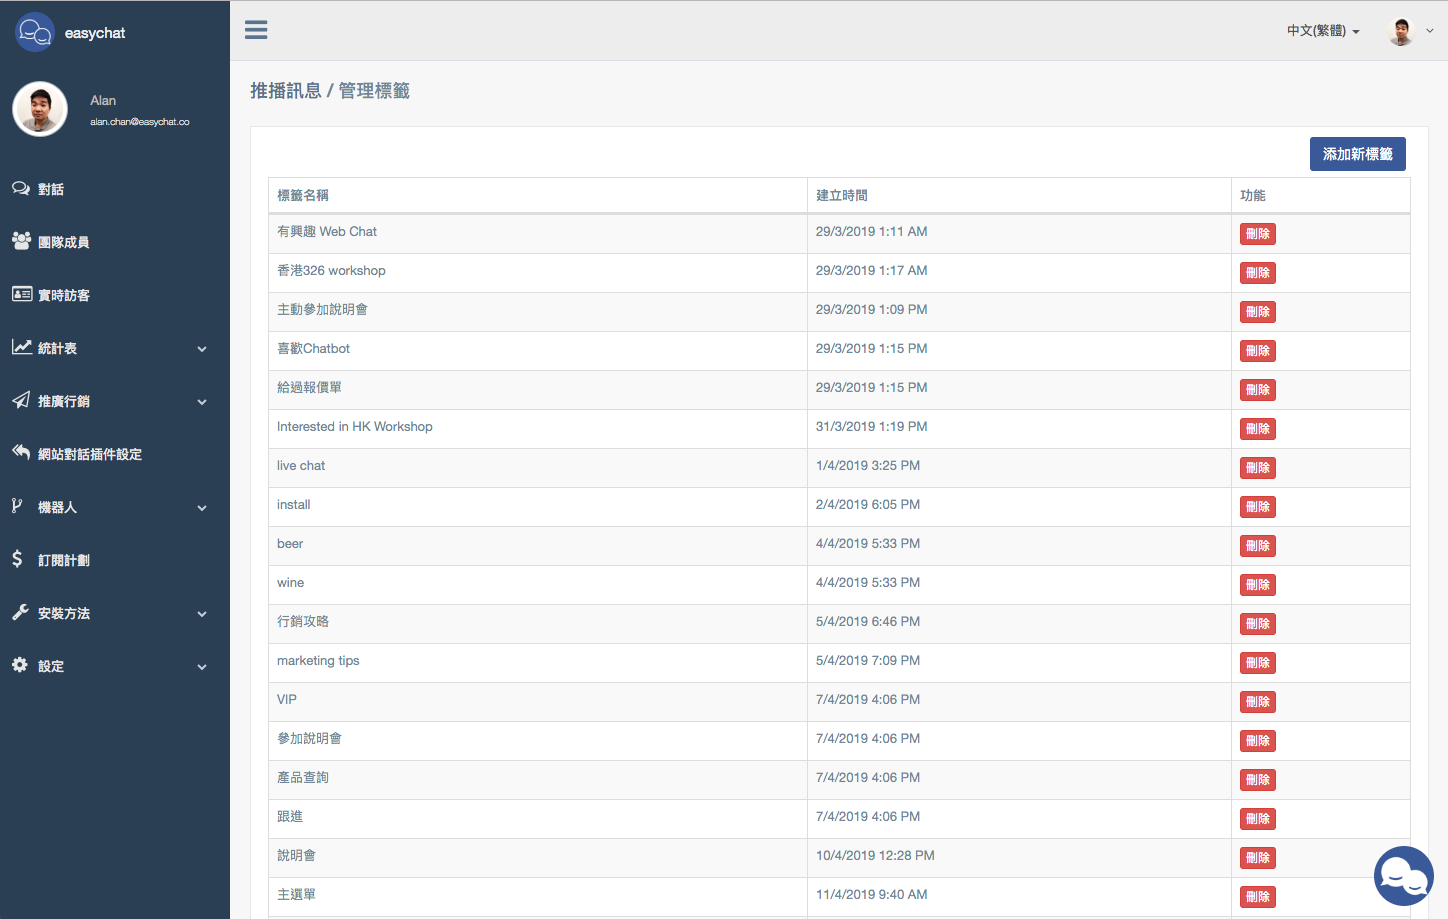 easychat
中文(繁體)
Alan
alan.chan@easychat.co
對話
團隊成員
實時訪客
統計表
推廣行銷
網站對話插件設定
機器人
訂閱計劃
安裝方法
設定
推播訊息 / 管理標籤
添加新標籤
標籤名稱 建立時間 功能
有興趣 Web Chat 29/3/2019 1:11 AM 刪除
香港326 workshop 29/3/2019 1:17 AM 刪除
主動參加說明會 29/3/2019 1:09 PM 刪除
喜歡Chatbot 29/3/2019 1:15 PM 刪除
給過報價單 29/3/2019 1:15 PM 刪除
Interested in HK Workshop 31/3/2019 1:19 PM 刪除
live chat 1/4/2019 3:25 PM 刪除
install 2/4/2019 6:05 PM 刪除
beer 4/4/2019 5:33 PM 刪除
wine 4/4/2019 5:33 PM 刪除
行銷攻略 5/4/2019 6:46 PM 刪除
marketing tips 5/4/2019 7:09 PM 刪除
VIP 7/4/2019 4:06 PM 刪除
參加說明會 7/4/2019 4:06 PM 刪除
產品查詢 7/4/2019 4:06 PM 刪除
跟進 7/4/2019 4:06 PM 刪除
說明會 10/4/2019 12:28 PM 刪除
主選單 11/4/2019 9:40 AM 刪除